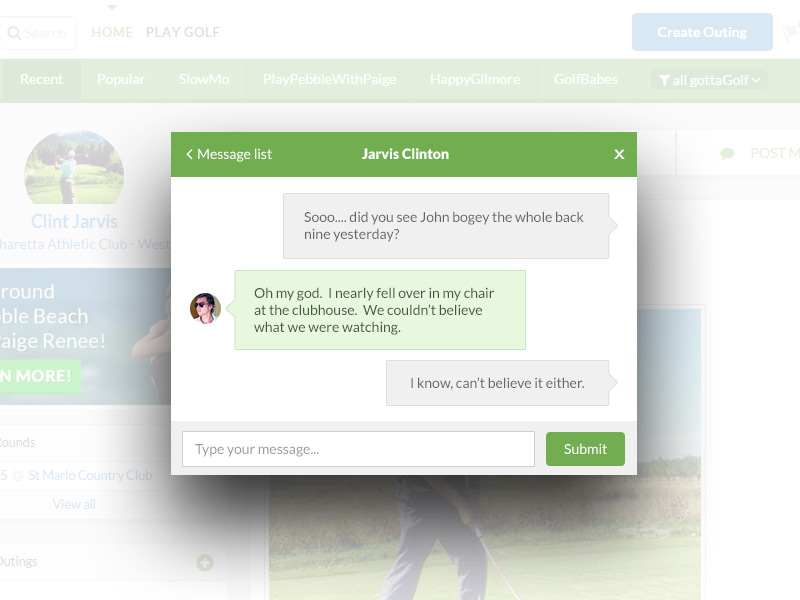 Search
HOME
PLAY GOLF
Create Outing
Recent
Popular
SlowMo
PlayPebbleWithPaige
HappyGilmore
GolfBabes
all gottaGolf
< Message list
Jarvis Clinton
X
POST M
Sooo.... did you see John bogey the whole back
nine yesterday?
Oh my god. I nearly fell over in my chair
at the clubhouse. We couldn't believe
what we were watching.
I know, can't believe it either.
Type your message...
Submit
Clint Jarvis
haretta Athletic Club - West
round
ble Beach
aige Renee!
N MORE!
ounds
5 @ St Marlo Country Club
View all
Outings